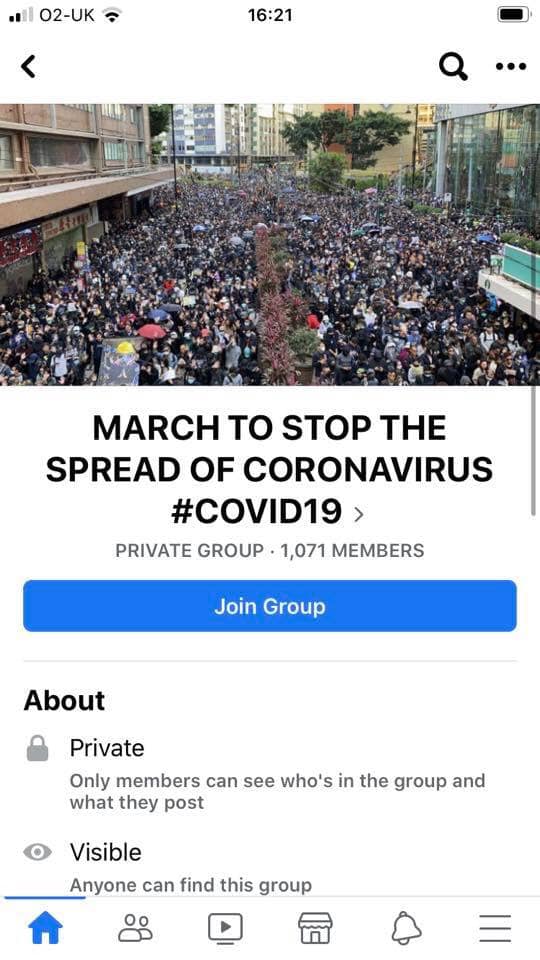 O2-UK
16:21
MARCH TO STOP THE
SPREAD OF CORONAVIRUS
#COVID19 >
PRIVATE GROUP · 1,071 MEMBERS
Join Group
About
Private
Only members can see who's in the group and
what they post
Visible
Anyone can find this group